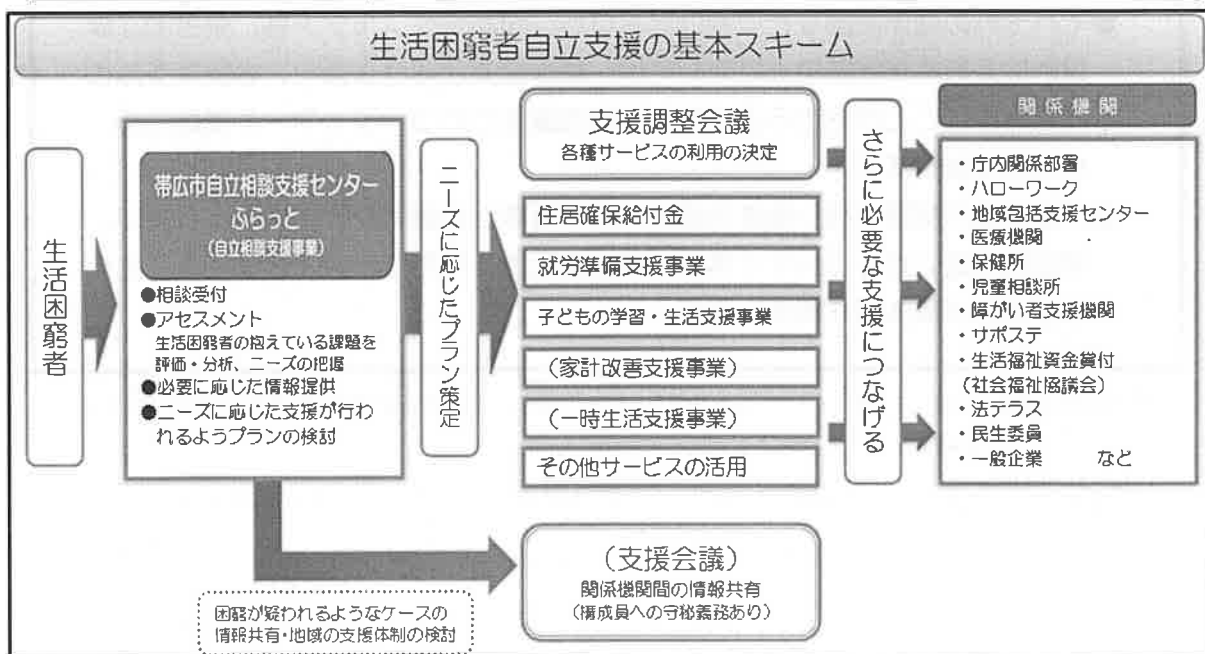 生活困窮者自立支援の基本スキーム
生活困窮者
帯広市自立相談支援センター
ふらっと
(自立相談支援事業)
●相談受付
●アセスメント
生活困窮者の抱えている課題を
評価・分析、ニーズの把握
●必要に応じた情報提供
●ニーズに応じた支援が行わ
れるようプランの検討
ニーズに応じたプラン策定
支援調整会議
各種サービスの利用の決定
住居確保給付金
就労準備支援事業
子どもの学習・生活支援事業
(家計改善支援事業)
(一時生活支援事業)
その他サービスの活用
さらに必要な支援につなげる
関係機関
・庁内関係部署
・ハローワーク
・地域包括支援センター
・医療機関
・保健所
・児童相談所
・障がい者支援機関
・サポステ
・生活福祉資金貸付
(社会福祉協議会)
・法テラス
・民生委員
・一般企業 など
困窮が疑われるようなケースの
情報共有・地域の支援体制の検討
(支援会議)
関係機関間の情報共有
(構成員への守秘義務あり)